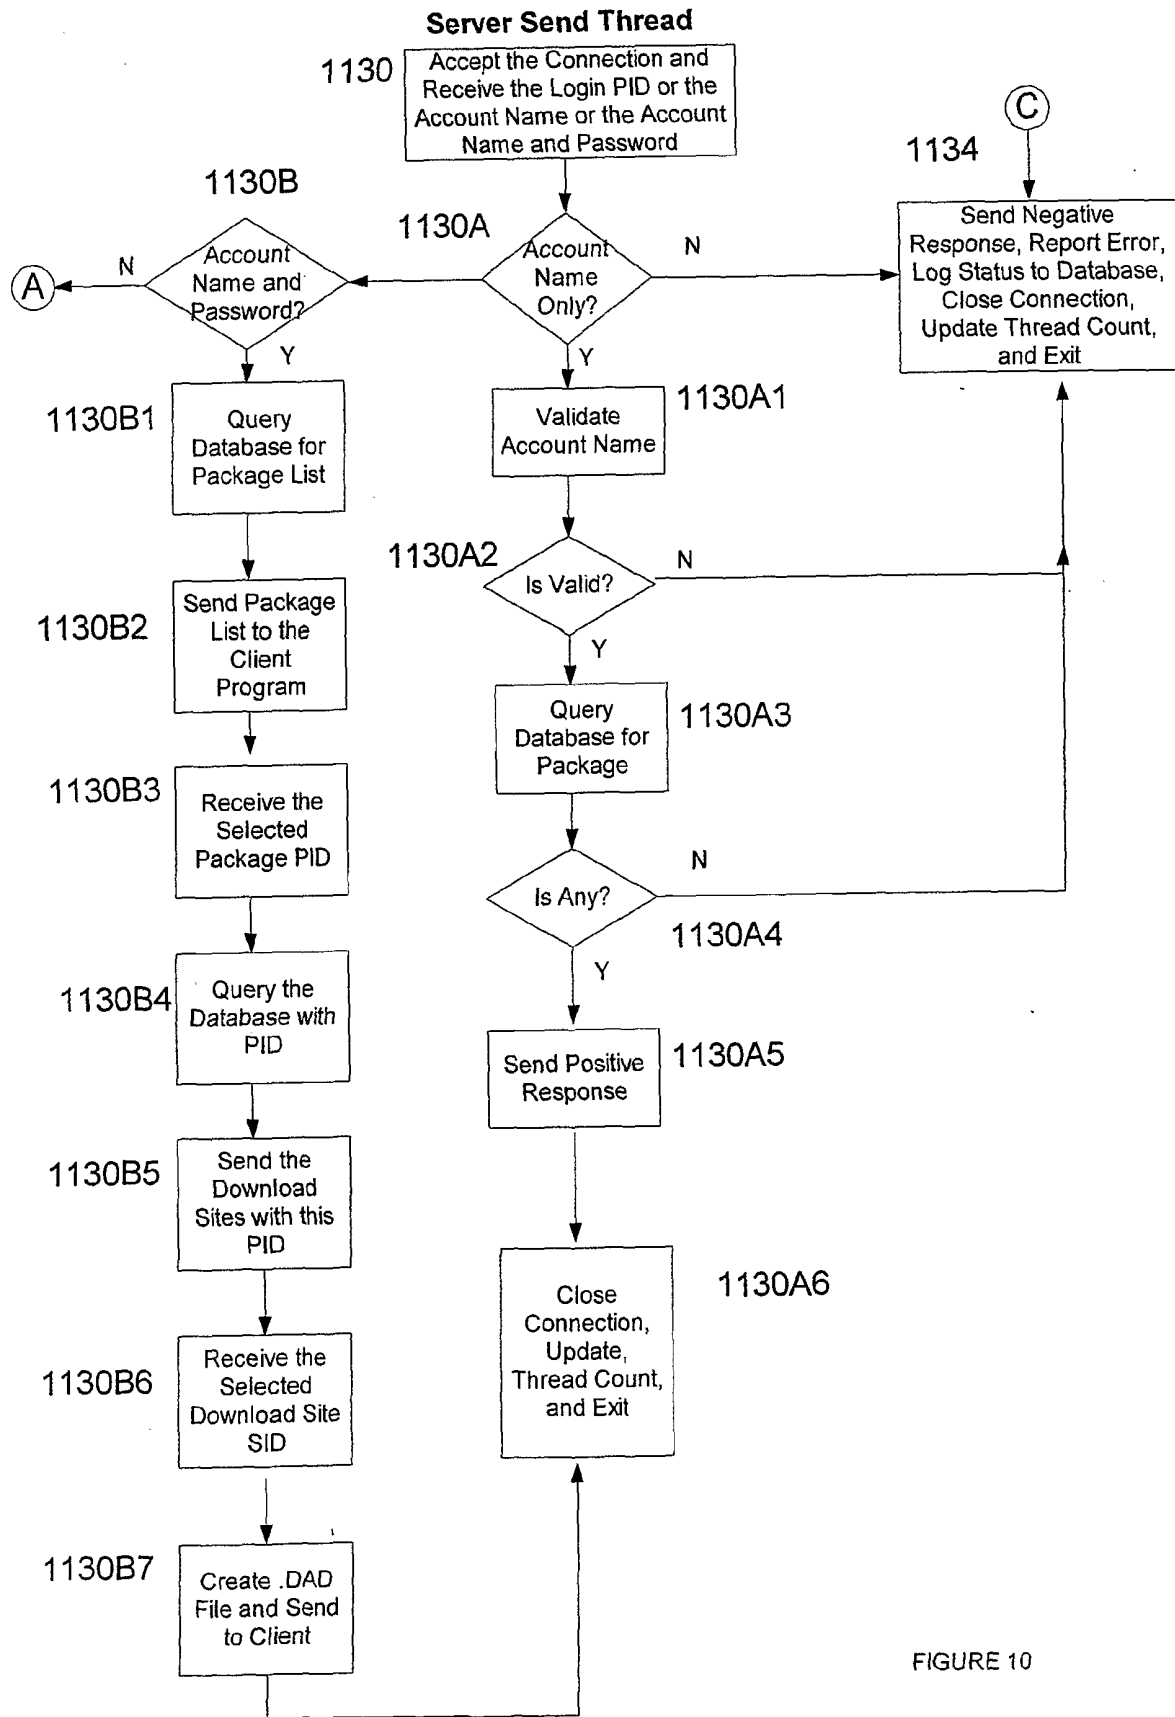 Server Send Thread
1130
Accept the Connection and
Receive the Login PID or the
Account Name or the Account
Name and Password
C
1134
Send Negative
Response, Report Error,
Log Status to Database,
Close Connection,
Update Thread Count,
and Exit
1130B
1130A
Account
Name and
Password?
N
A
Y
Account
Name
Only?
N
Y
1130B1
Query
Database for
Package List
1130A1
Validate
Account Name
1130A2
Is Valid?
N
Y
1130B2
Send Package
List to the
Client
Program
1130A3
Query
Database for
Package
1130B3
Receive the
Selected
Package PID
Is Any?
N
1130A4
Y
1130B4
Query the
Database with
PID
1130A5
Send Positive
Response
1130B5
Send the
Download
Sites with this
PID
1130A6
Close
Connection,
Update,
Thread Count,
and Exit
1130B6
Receive the
Selected
Download Site
SID
1130B7
Create .DAD
File and Send
to Client
FIGURE 10